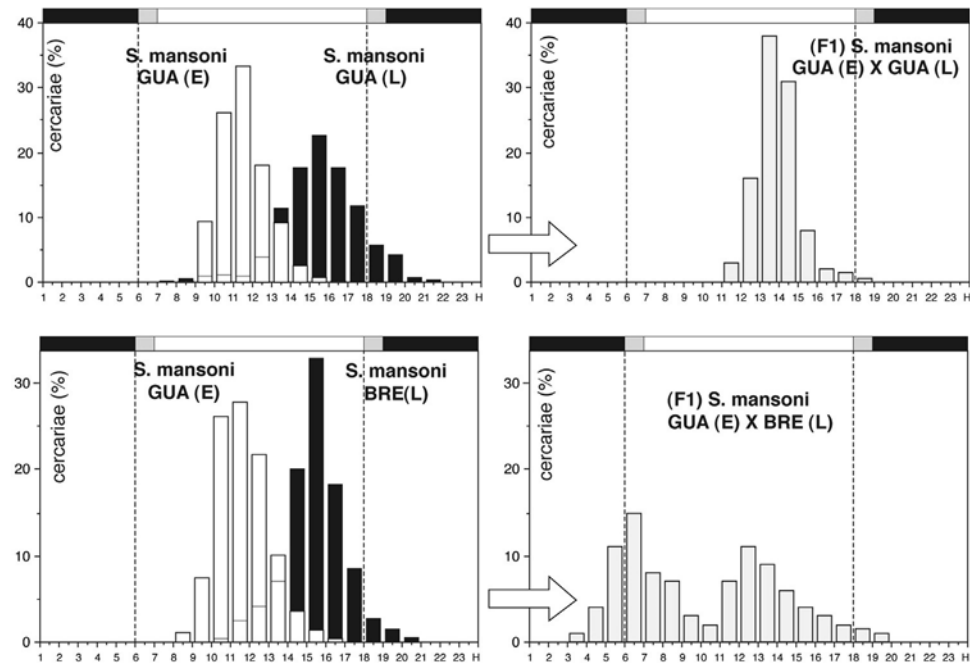 40
30
20
10
0
cercariae (%)
S. mansoni
GUA (E)
S. mansoni
GUA (L)
1 2 3 4 5 6 7 8 9 10 11 12 13 14 15 16 17 18 19 20 21 22 23 H
40
30
20
10
0
cercariae (%)
(F1) S. mansoni
GUA (E) X GUA (L)
1 2 3 4 5 6 7 8 9 10 11 12 13 14 15 16 17 18 19 20 21 22 23 H
30
20
10
0
cercariae (%)
S. mansoni
GUA (E)
S. mansoni
BRE(L)
1 2 3 4 5 6 7 8 9 10 11 12 13 14 15 16 17 18 19 20 21 22 23 H
30
20
10
0
cercariae (%)
(F1) S. mansoni
GUA (E) X BRE (L)
1 2 3 4 5 6 7 8 9 10 11 12 13 14 15 16 17 18 19 20 21 22 23 H